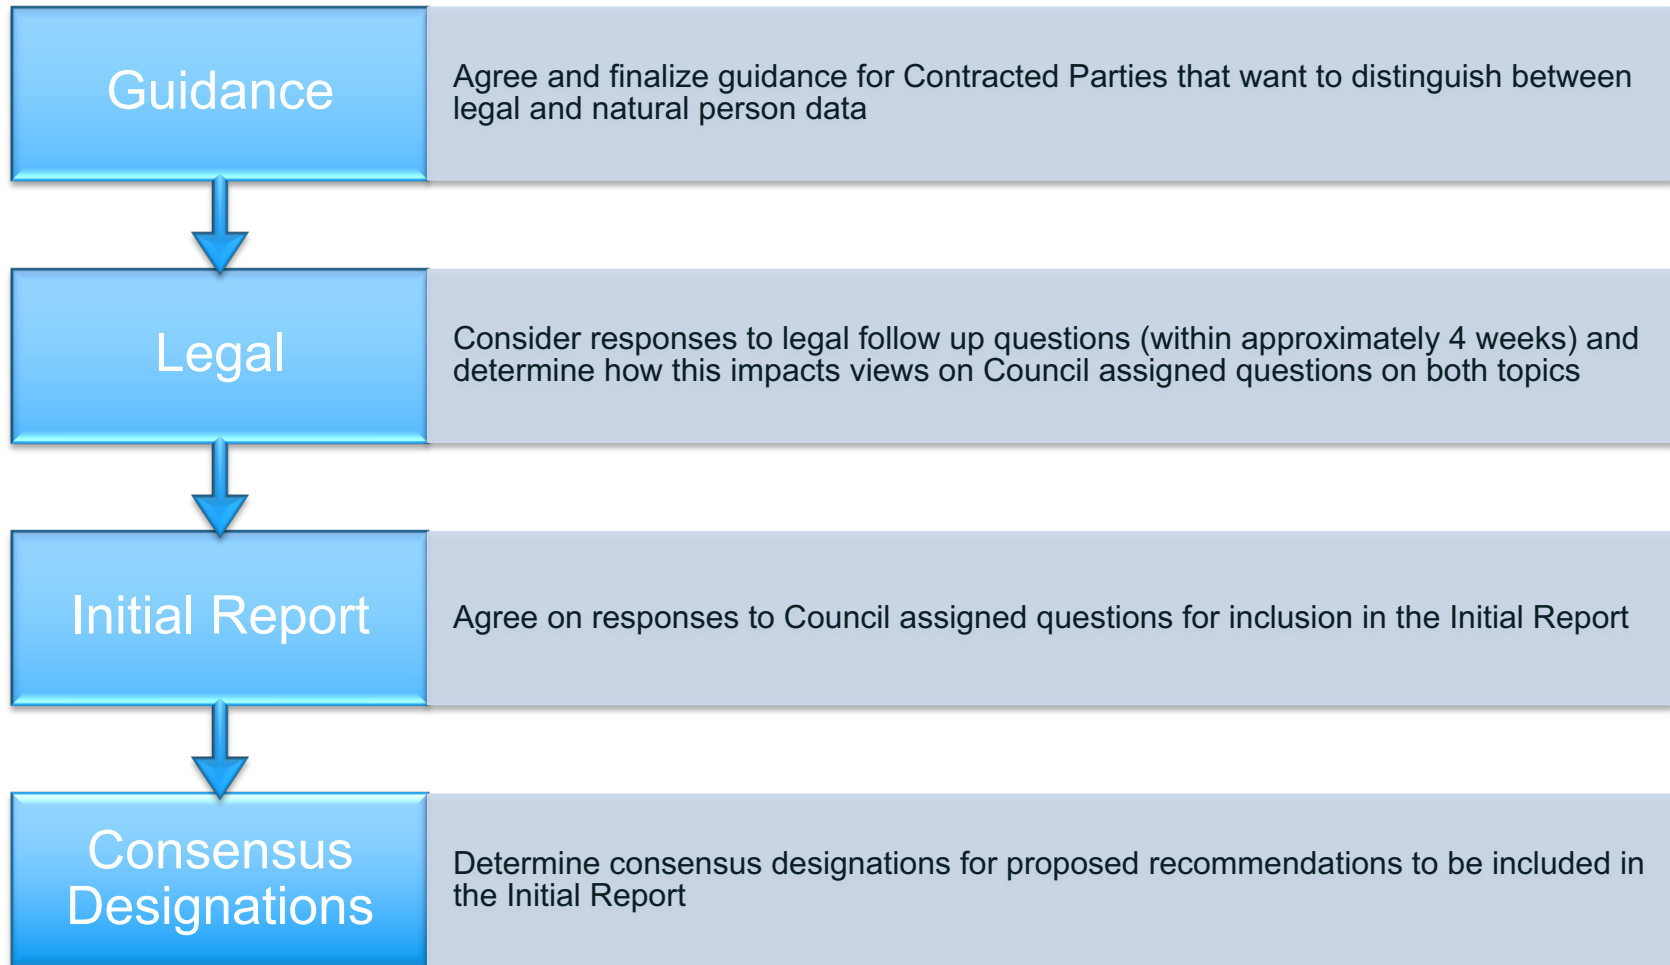 Guidance
Agree and finalize guidance for Contracted Parties that want to distinguish between
legal and natural person data
Legal
Consider responses to legal follow up questions (within approximately 4 weeks) and
determine how this impacts views on Council assigned questions on both topics
Initial Report
Agree on responses to Council assigned questions for inclusion in the Initial Report
Consensus
Designations
Determine consensus designations for proposed recommendations to be included in
the Initial Report